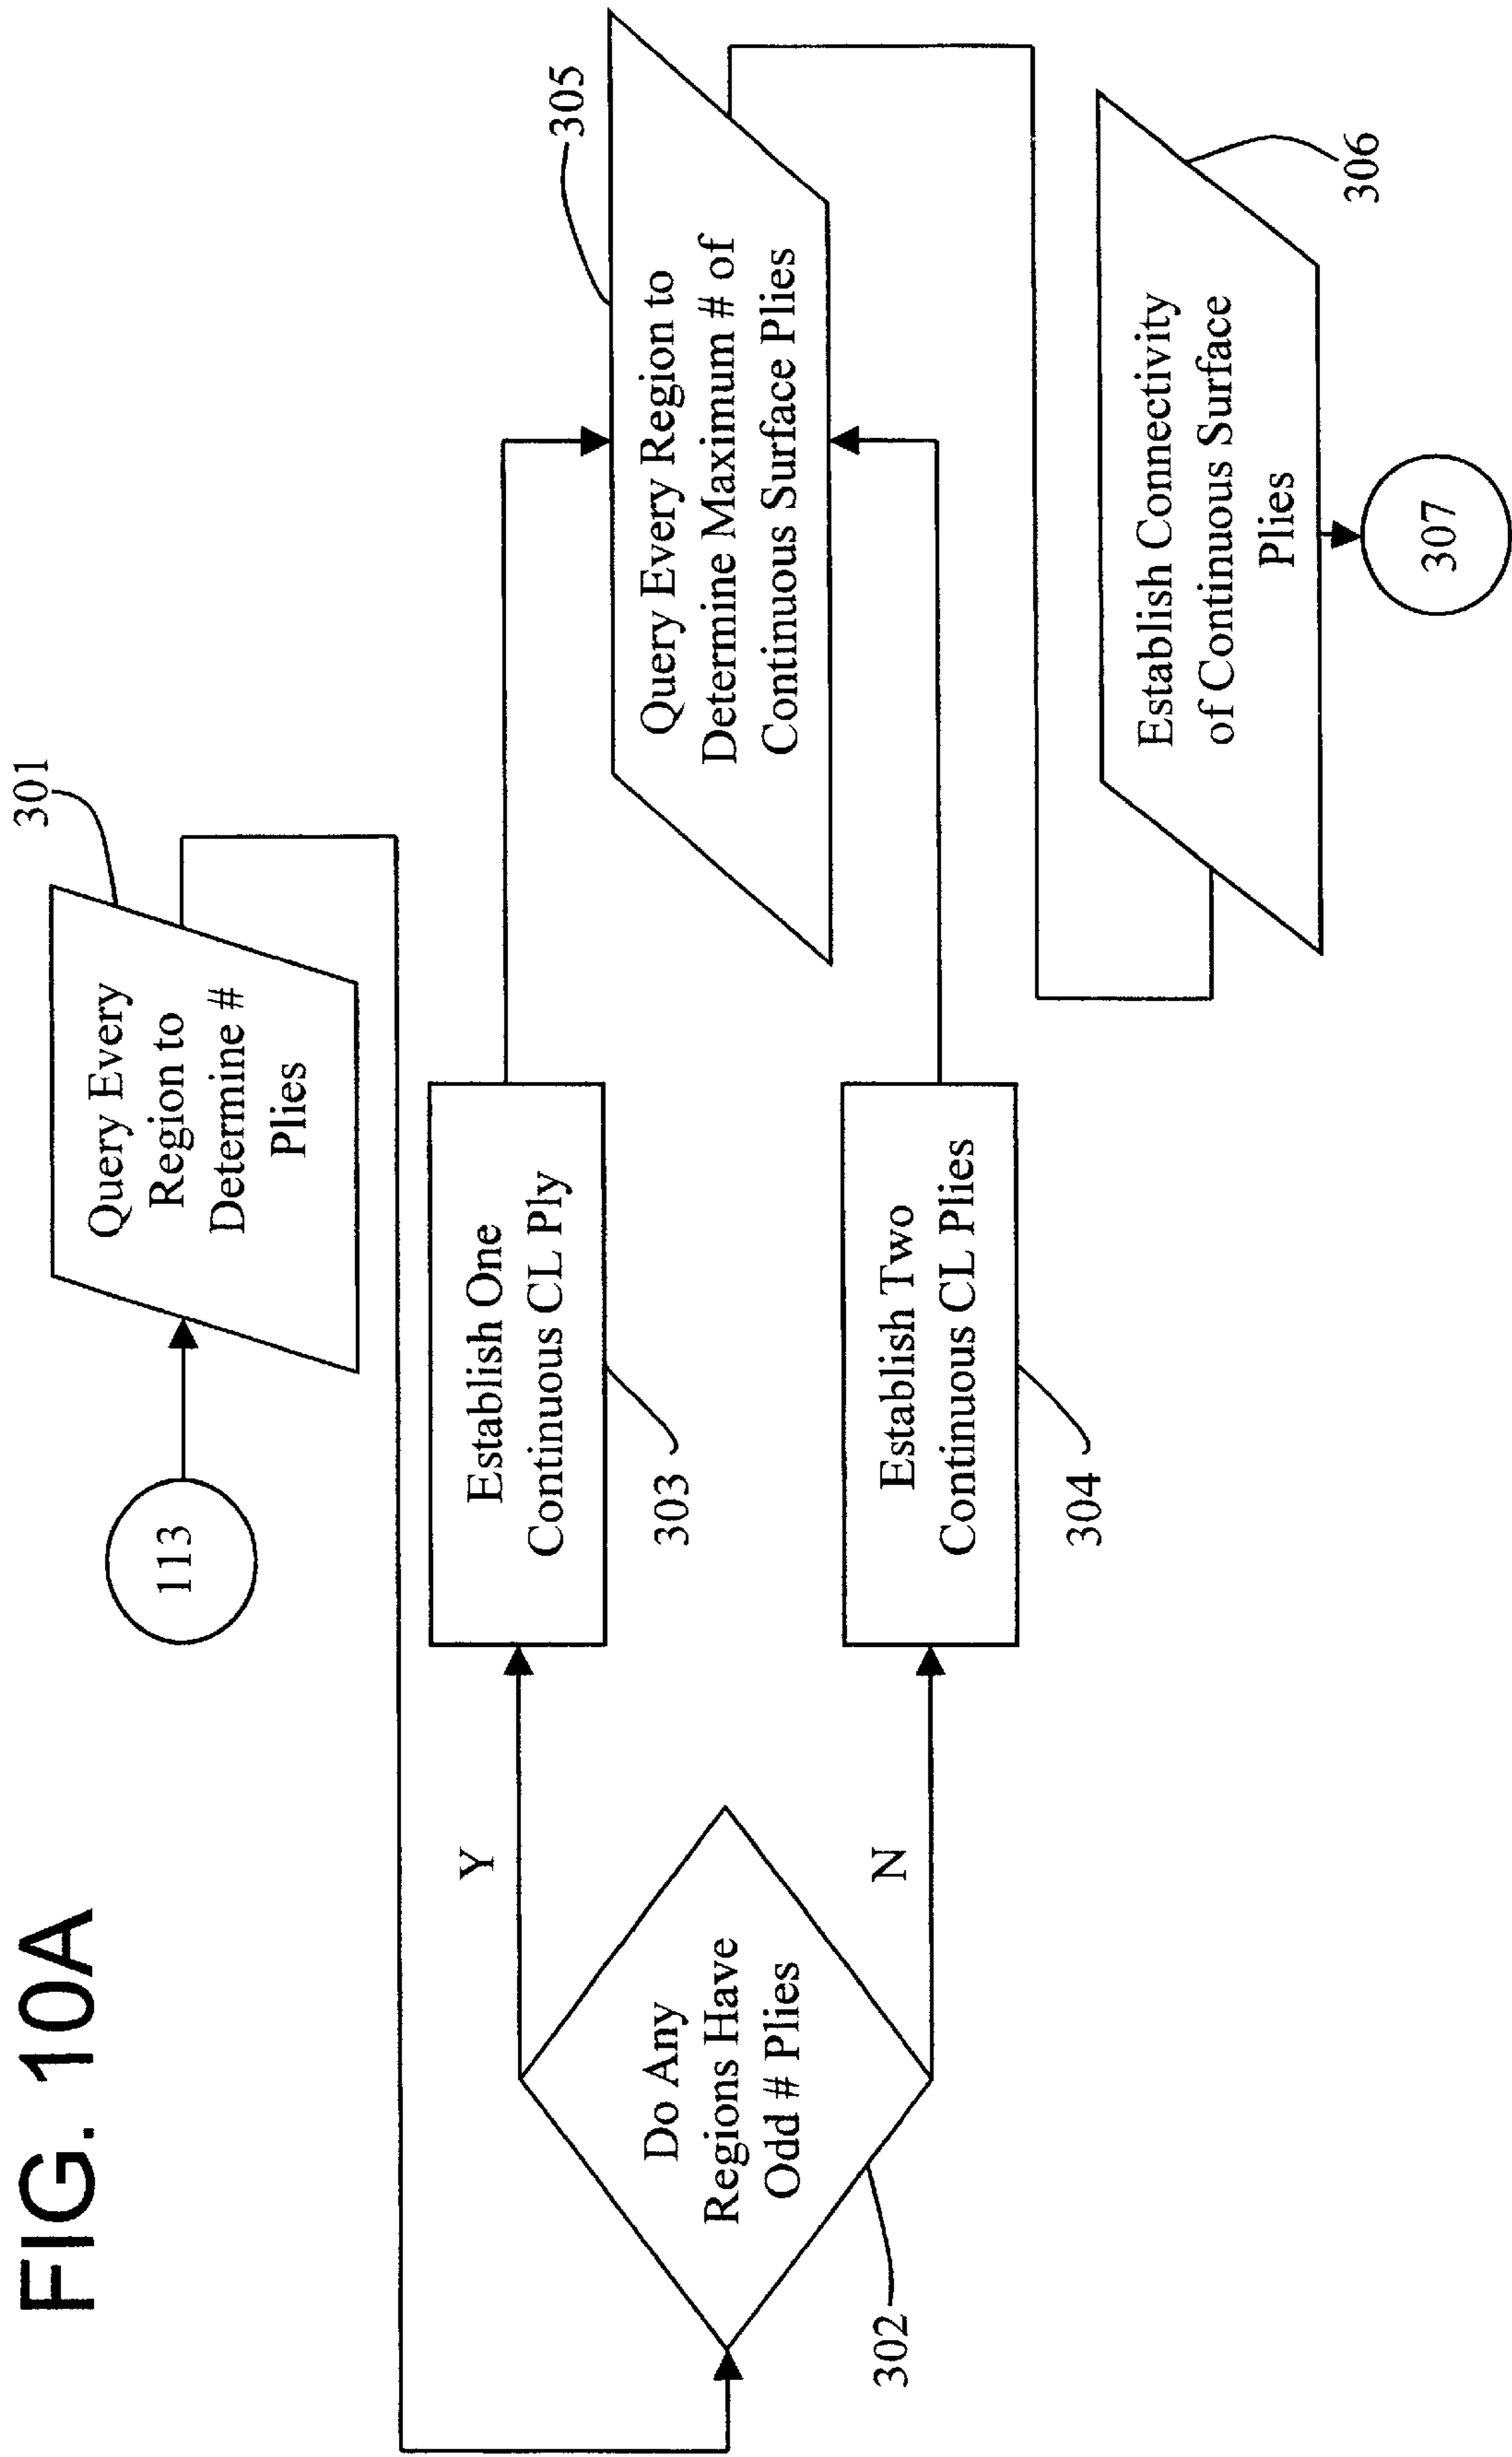 FIG. 10A
113
Query Every
Region to
Determine #
Plies
301
Do Any
Regions Have
Odd # Plies
302
Y
N
Establish One
Continuous CL Ply
303
Establish Two
Continuous CL Plies
304
Query Every Region to
Determine Maximum # of
Continuous Surface Plies
305
Establish Connectivity
of Continuous Surface
Plies
306
307